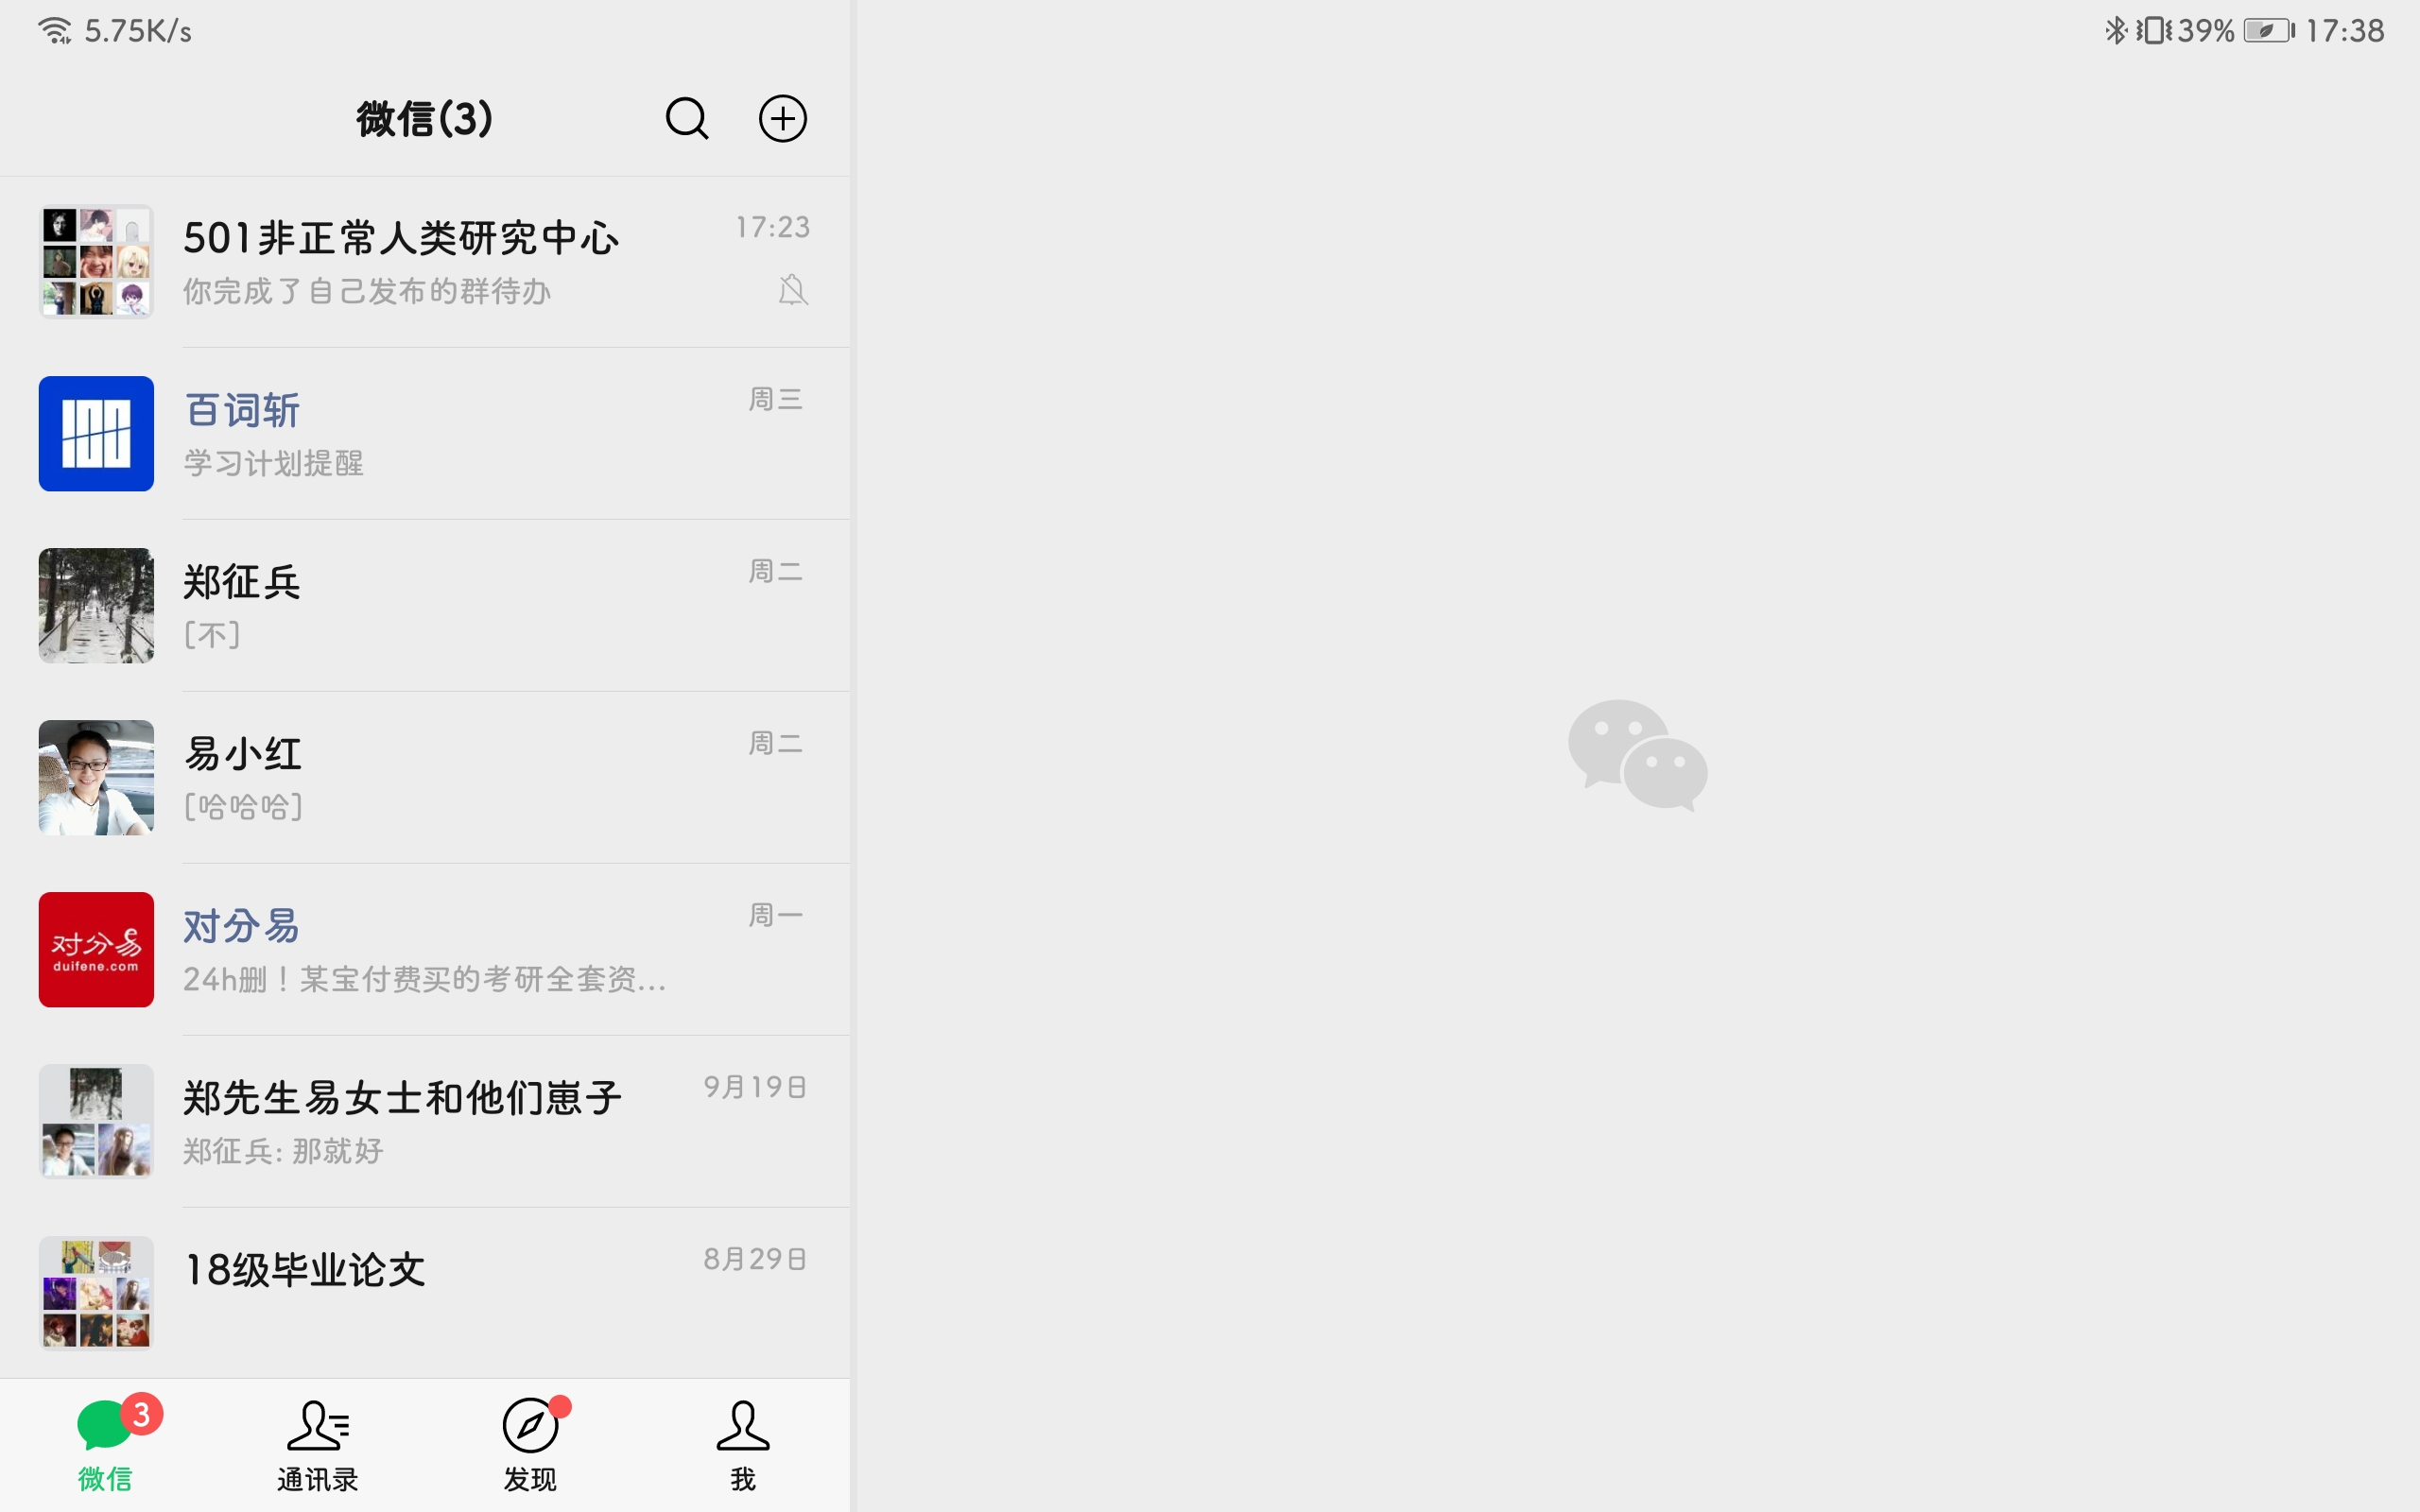 5.75K/s
39%
17:38
微信(3)
501非正常人类研究中心
17:23
你完成了自己发布的群待办
百词斩
周三
学习计划提醒
郑征兵
周二
[不]
易小红
周二
[哈哈哈]
对分易
duifene.com
对分易
周一
24h删！某宝付费买的考研全套资...
郑先生易女士和他们崽子
9月19日
郑征兵: 那就好
18级毕业论文
8月29日
3
微信
通讯录
发现
我